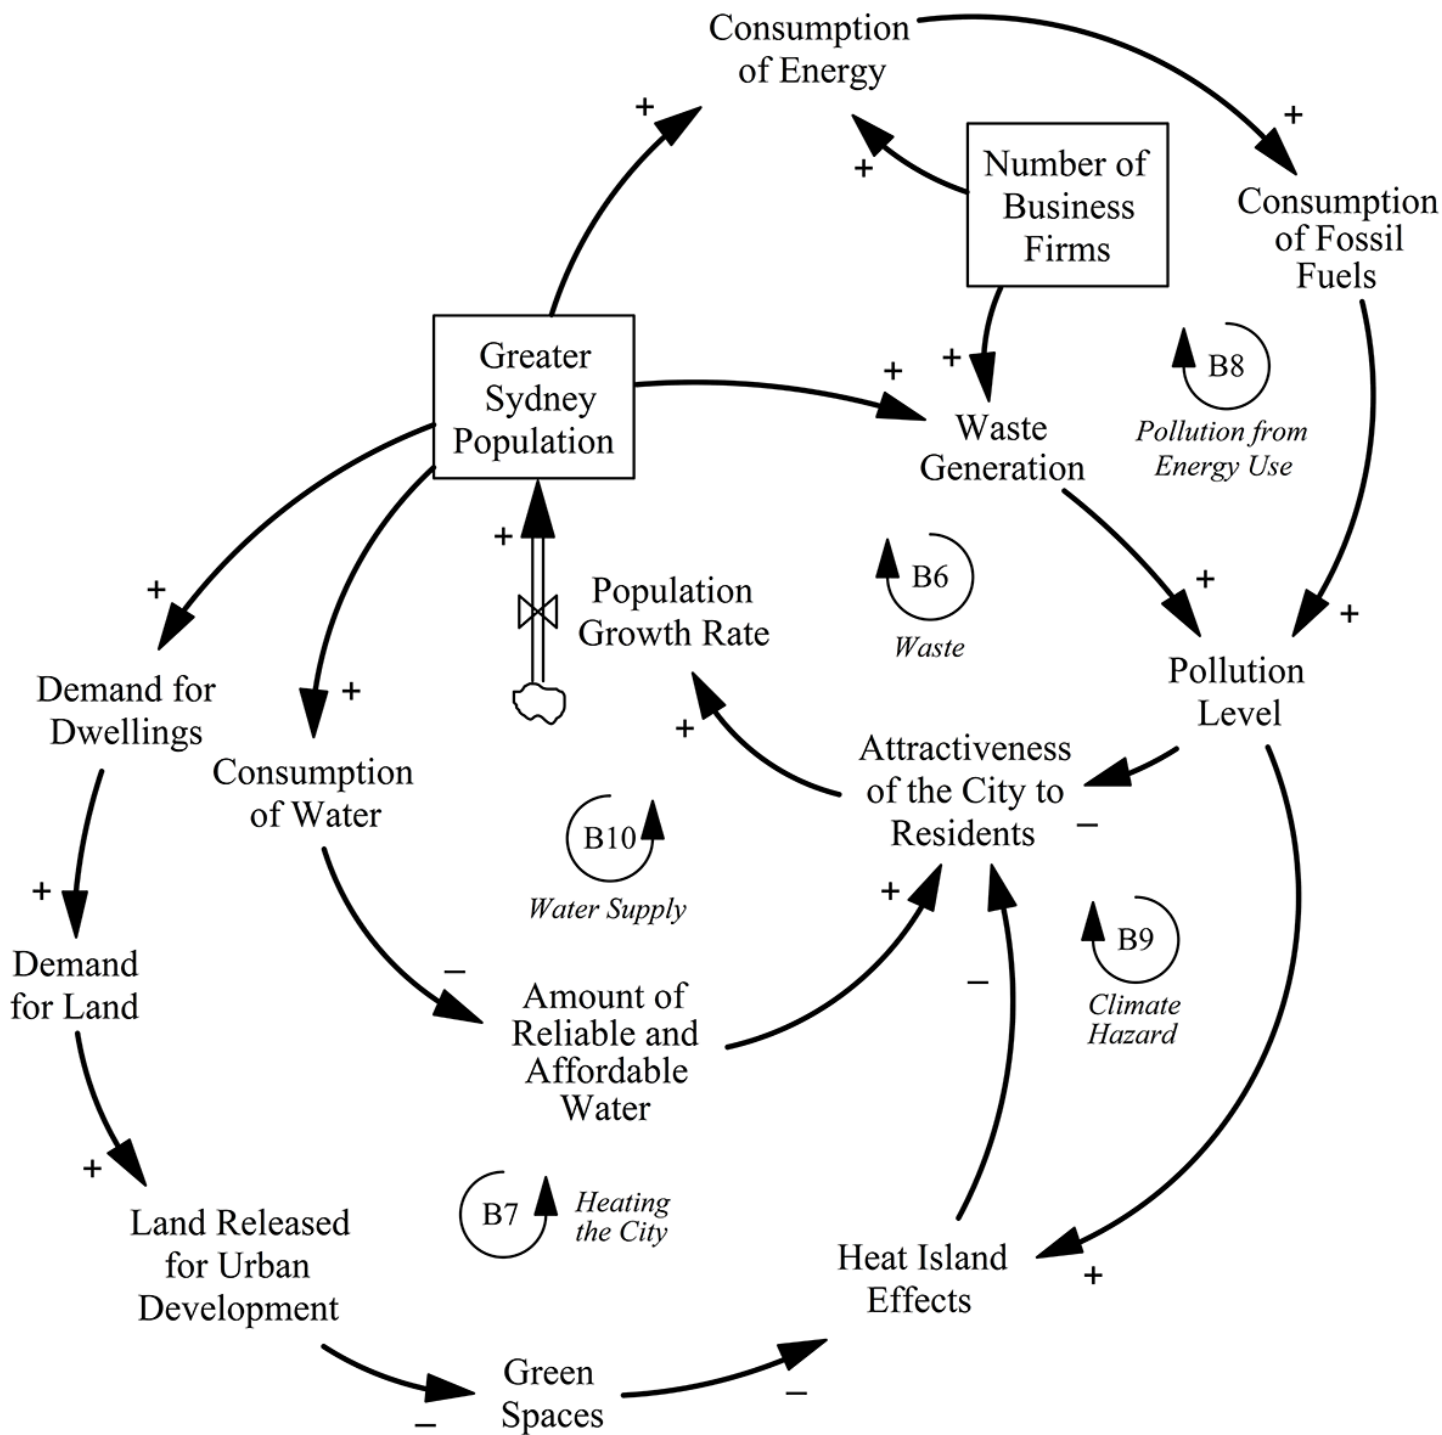 Consumption
of Energy
+
+
+
Number of
Business
Firms
Consumption
of Fossil
Fuels
Greater
Sydney
Population
+
+
B8
Pollution from
Energy Use
Waste
Generation
+
B6
Waste
+
+
+
Population
Growth Rate
Demand for
Dwellings
+
Consumption
of Water
Pollution
Level
+
Attractiveness
of the City to
Residents
–
B10
Water Supply
+
+
B9
Climate
Hazard
Demand
for Land
–
–
Amount of
Reliable and
Affordable
Water
+
B7
Heating
the City
Land Released
for Urban
Development
Heat Island
Effects
+
Green
Spaces
–
–